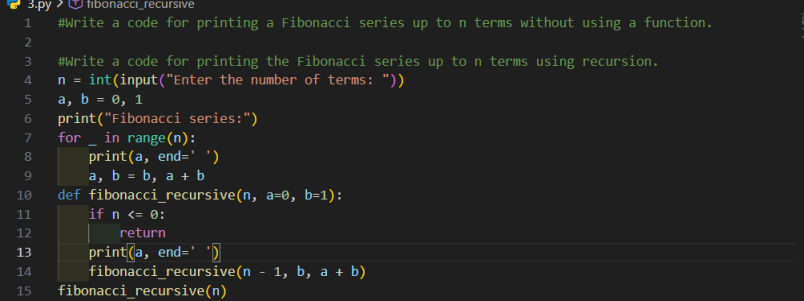 3.py > fibonacci_recursive
1 #Write a code for printing a Fibonacci series up to n terms without using a function.
2
3 #Write a code for printing the Fibonacci series up to n terms using recursion.
4 n = int(input("Enter the number of terms: "))
5 a, b = 0, 1
6 print("Fibonacci series:")
7 for _ in range(n):
8     print(a, end=' ')
9     a, b = b, a + b
10 def fibonacci_recursive(n, a=0, b=1):
11     if n <= 0:
12         return
13     print(a, end=' ')
14     fibonacci_recursive(n - 1, b, a + b)
15 fibonacci_recursive(n)